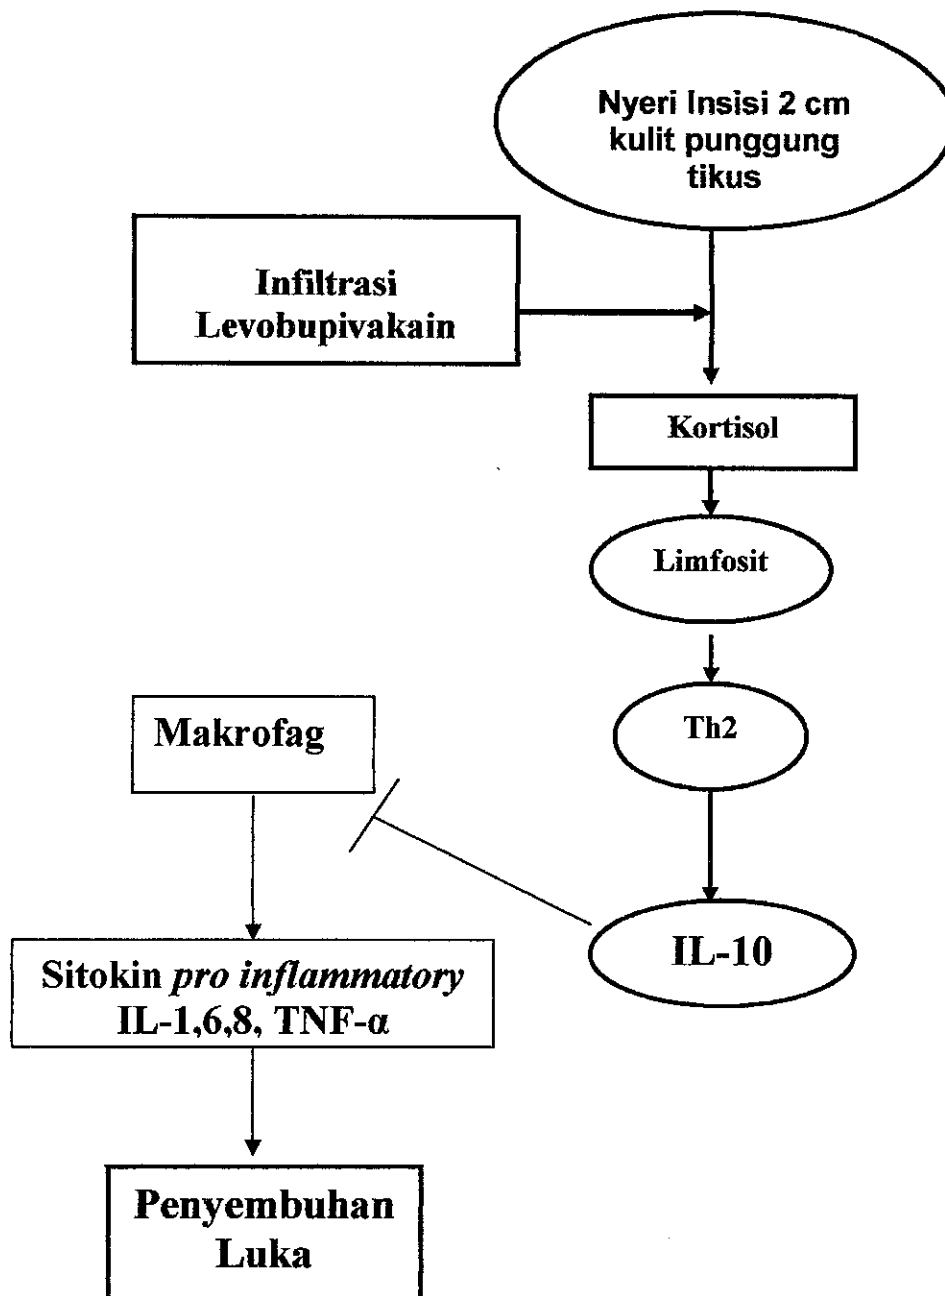 Nyeri Insisi 2 cm
kulit punggung
tikus
Infiltrasi
Levobupivakain
Kortisol
Limfosit
Th2
Makrofag
IL-10
Sitokin pro inflammatory
IL-1,6,8, TNF-α
Penyembuhan
Luka